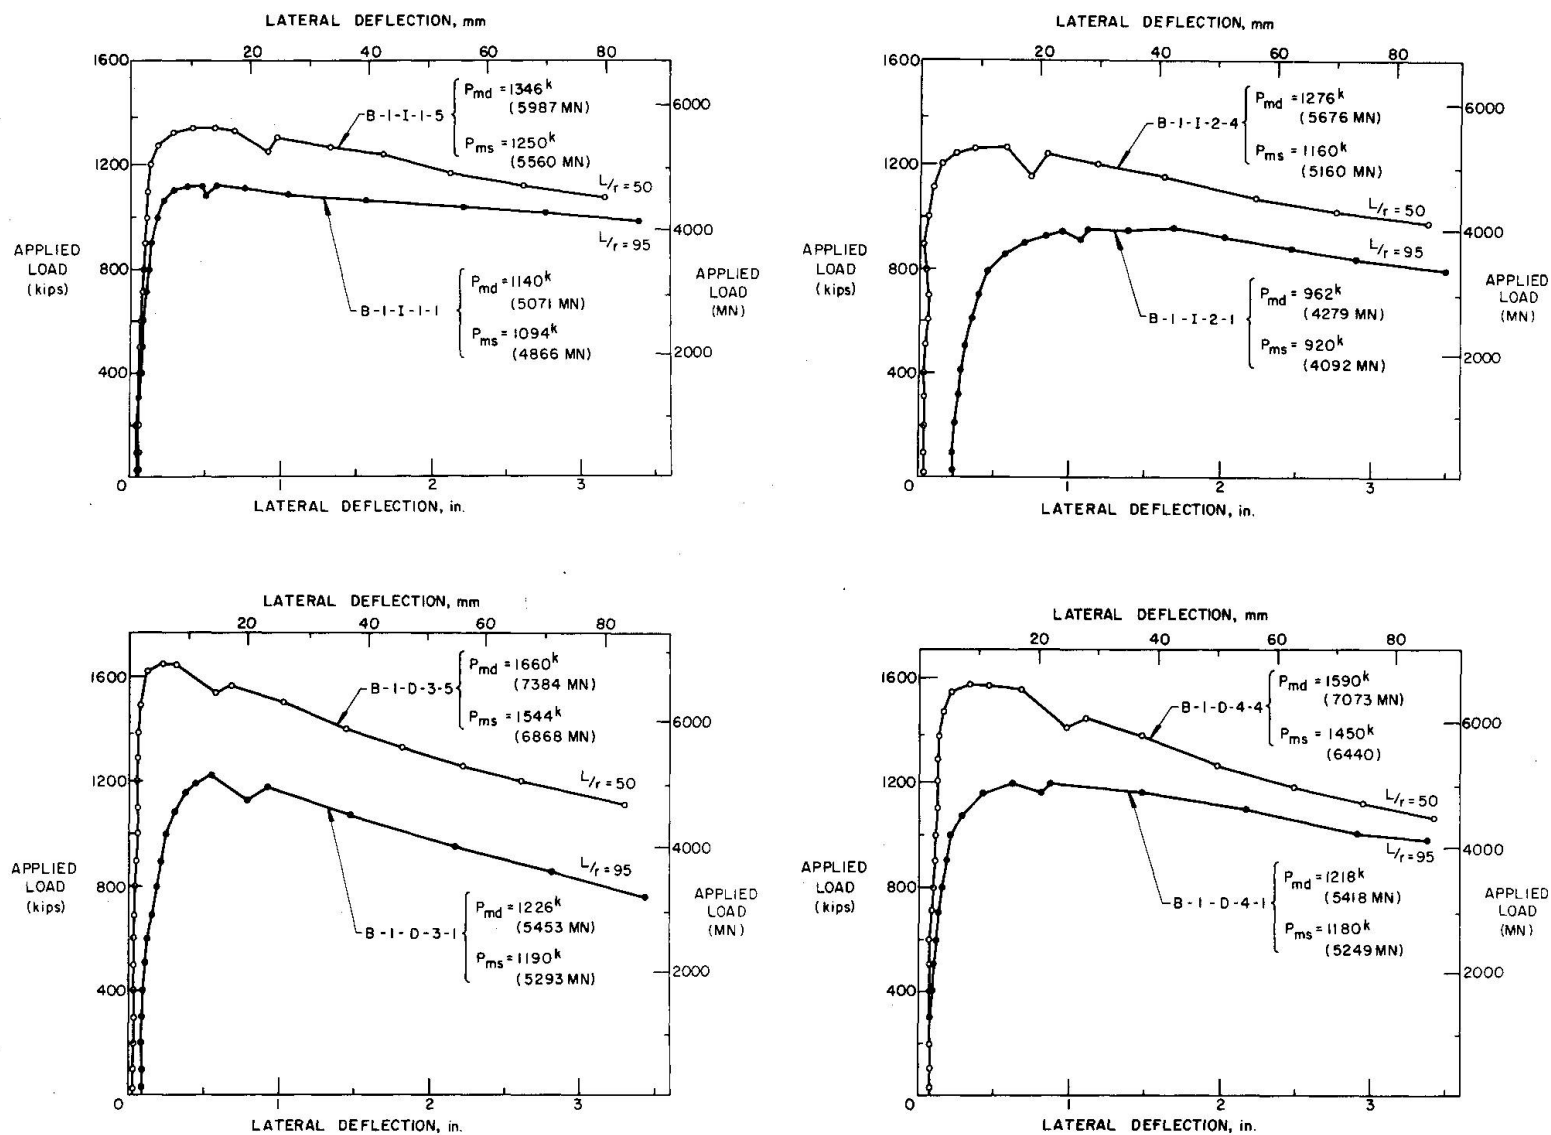 LATERAL DEFLECTION, mm
20 40 60 80
1600
1200
800
400
0
6000
4000
2000
APPLIED
LOAD
(kips)
APPLIED
LOAD
(MN)
B-1-I-1-5
Pmd = 1346k
(5987 MN)
Pms = 1250k
(5560 MN)
L/r = 50
L/r = 95
B-1-I-1-1
Pmd = 1140k
(5071 MN)
Pms = 1094k
(4866 MN)
1 2 3
LATERAL DEFLECTION, in.
LATERAL DEFLECTION, mm
20 40 60 80
1600
1200
800
400
0
6000
4000
2000
APPLIED
LOAD
(kips)
APPLIED
LOAD
(MN)
B-1-I-2-4
Pmd = 1276k
(5676 MN)
Pms = 1160k
(5160 MN)
L/r = 50
L/r = 95
B-1-I-2-1
Pmd = 962k
(4279 MN)
Pms = 920k
(4092 MN)
1 2 3
LATERAL DEFLECTION, in.
LATERAL DEFLECTION, mm
20 40 60 80
1600
1200
800
400
0
6000
4000
2000
APPLIED
LOAD
(kips)
APPLIED
LOAD
(MN)
B-1-D-3-5
Pmd = 1660k
(7384 MN)
Pms = 1544k
(6868 MN)
L/r = 50
L/r = 95
B-1-D-3-1
Pmd = 1226k
(5453 MN)
Pms = 1190k
(5293 MN)
1 2 3
LATERAL DEFLECTION, in.
LATERAL DEFLECTION, mm
20 40 60 80
1600
1200
800
400
0
6000
4000
2000
APPLIED
LOAD
(kips)
APPLIED
LOAD
(MN)
B-1-D-4-4
Pmd = 1590k
(7073 MN)
Pms = 1450k
(6440)
L/r = 50
L/r = 95
B-1-D-4-1
Pmd = 1218k
(5418 MN)
Pms = 1180k
(5249 MN)
1 2 3
LATERAL DEFLECTION, in.